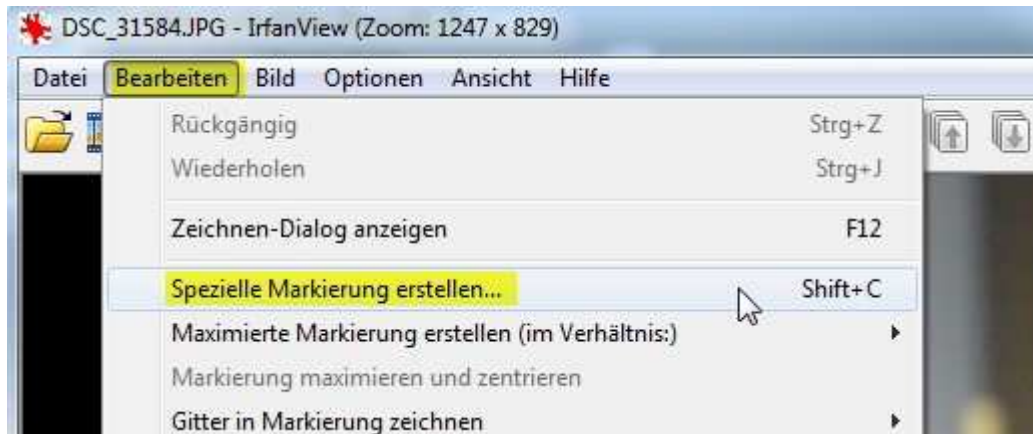 DSC_31584.JPG - IrfanView (Zoom: 1247 x 829)
Datei Bearbeiten Bild Optionen Ansicht Hilfe
Rückgängig Strg+Z
Wiederholen Strg+J
Zeichnen-Dialog anzeigen F12
Spezielle Markierung erstellen... Shift+C
Maximierte Markierung erstellen (im Verhältnis:)
Markierung maximieren und zentrieren
Gitter in Markierung zeichnen